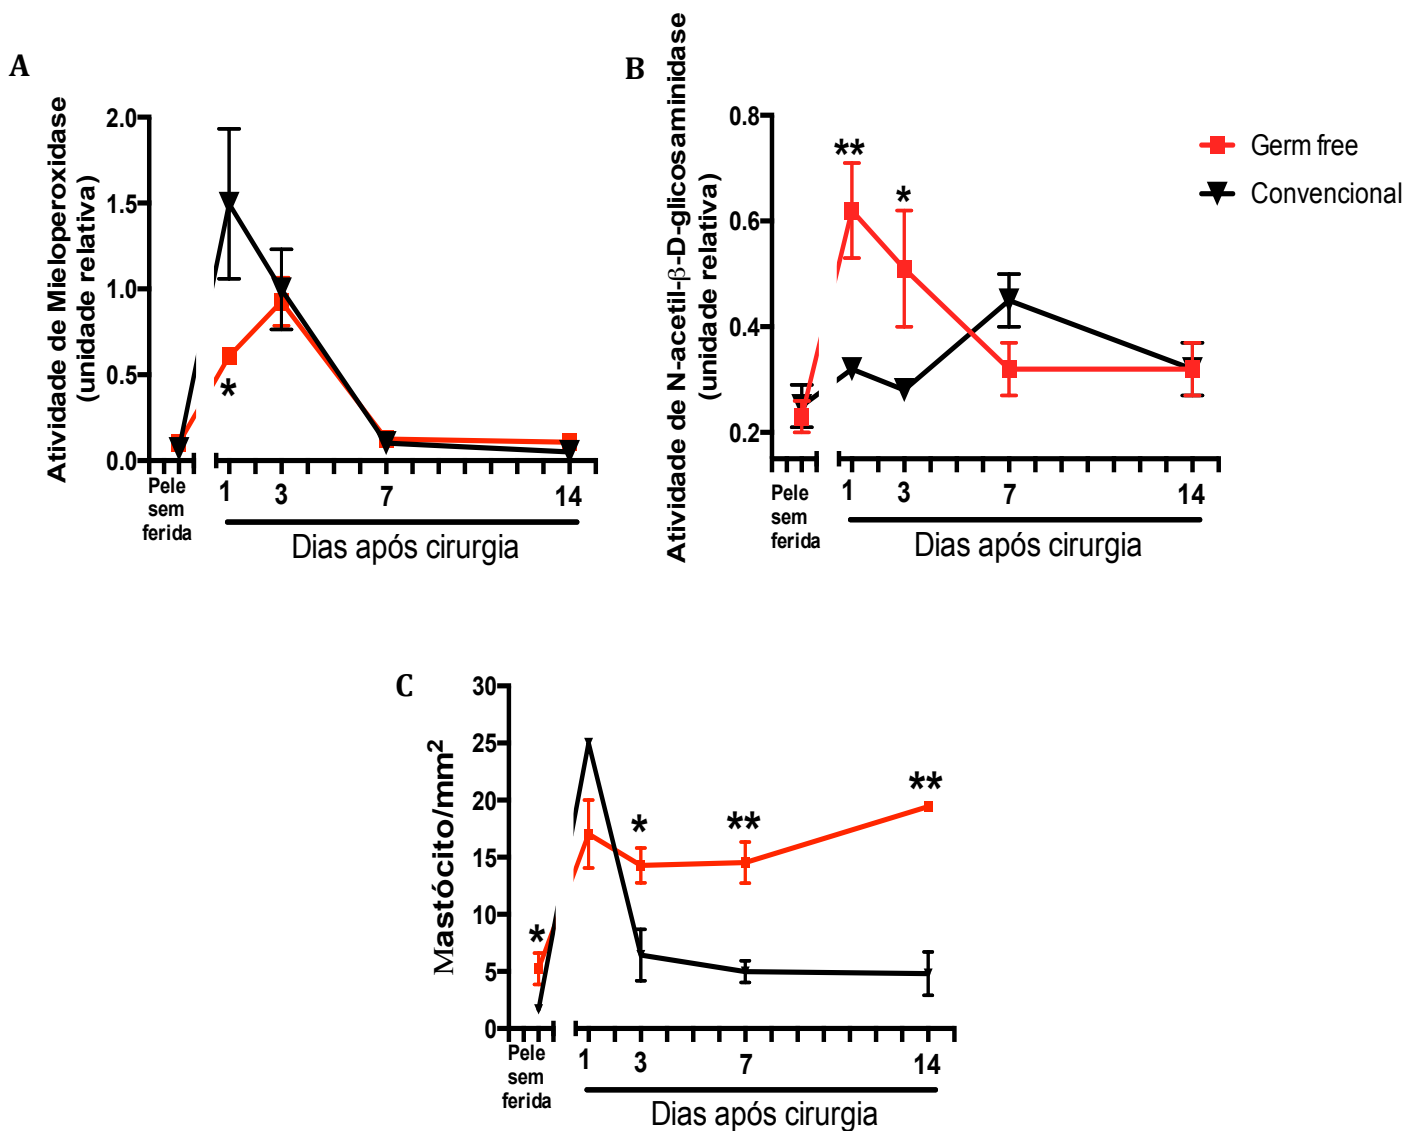 A
Atividade de Mieloperoxidase
(unidade relativa)
2.0
1.5
1.0
0.5
0.0
*
Pele
sem
ferida
1 3 7 14
Dias após cirurgia
B
Atividade de N-acetil-β-D-glicosaminidase
(unidade relativa)
0.8
0.6
0.4
0.2
**
*
Pele
sem
ferida
1 3 7 14
Dias após cirurgia
Germ free
Convencional
C
Mastócito/mm²
30
25
20
15
10
5
0
*
*
**
**
Pele
sem
ferida
1 3 7 14
Dias após cirurgia